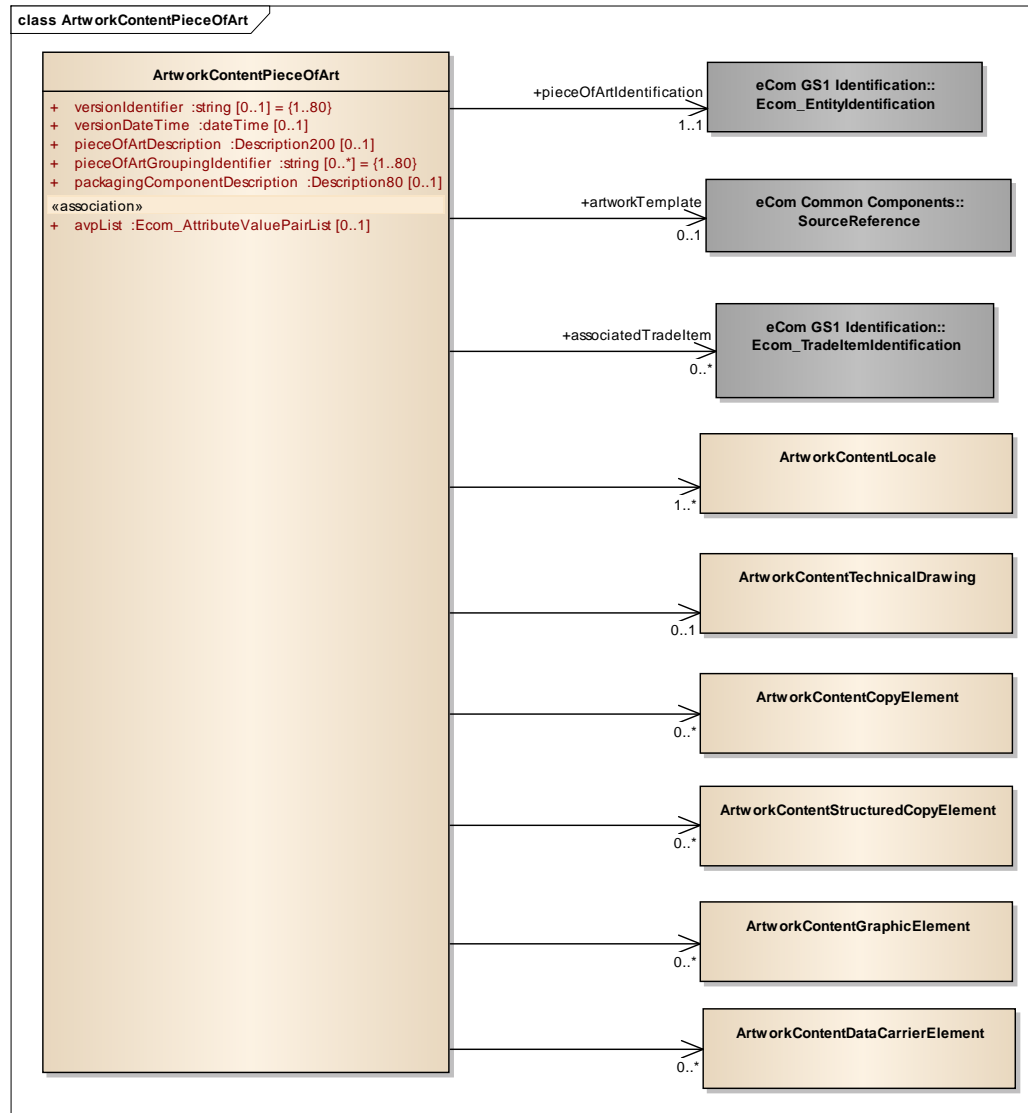 class ArtworkContentPieceOfArt
ArtworkContentPieceOfArt
+ versionIdentifier :string [0..1] = {1..80}
+ versionDateTime :dateTime [0..1]
+ pieceOfArtDescription :Description200 [0..1]
+ pieceOfArtGroupingIdentifier :string [0..*] = {1..80}
+ packagingComponentDescription :Description80 [0..1]
«association»
+ avpList :Ecom_AttributeValuePairList [0..1]
+pieceOfArtIdentification
1..1
eCom GS1 Identification::
Ecom_EntityIdentification
+artworkTemplate
0..1
eCom Common Components::
SourceReference
+associatedTradeItem
0..*
eCom GS1 Identification::
Ecom_TradeItemIdentification
ArtworkContentLocale
1..*
ArtworkContentTechnicalDrawing
0..1
ArtworkContentCopyElement
0..*
ArtworkContentStructuredCopyElement
0..*
ArtworkContentGraphicElement
0..*
ArtworkContentDataCarrierElement
0..*